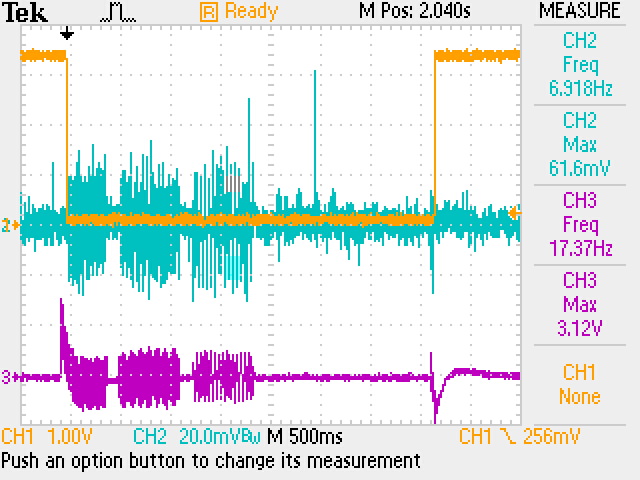 Tek R Ready M Pos: 2.040s MEASURE
CH2
Freq
6.918Hz
CH2
Max
61.6mV
CH3
Freq
17.37Hz
CH3
Max
3.12V
CH1
None
2
3
CH1 1.00V CH2 20.0mVBw M 500ms CH1 256mV
Push an option button to change its measurement